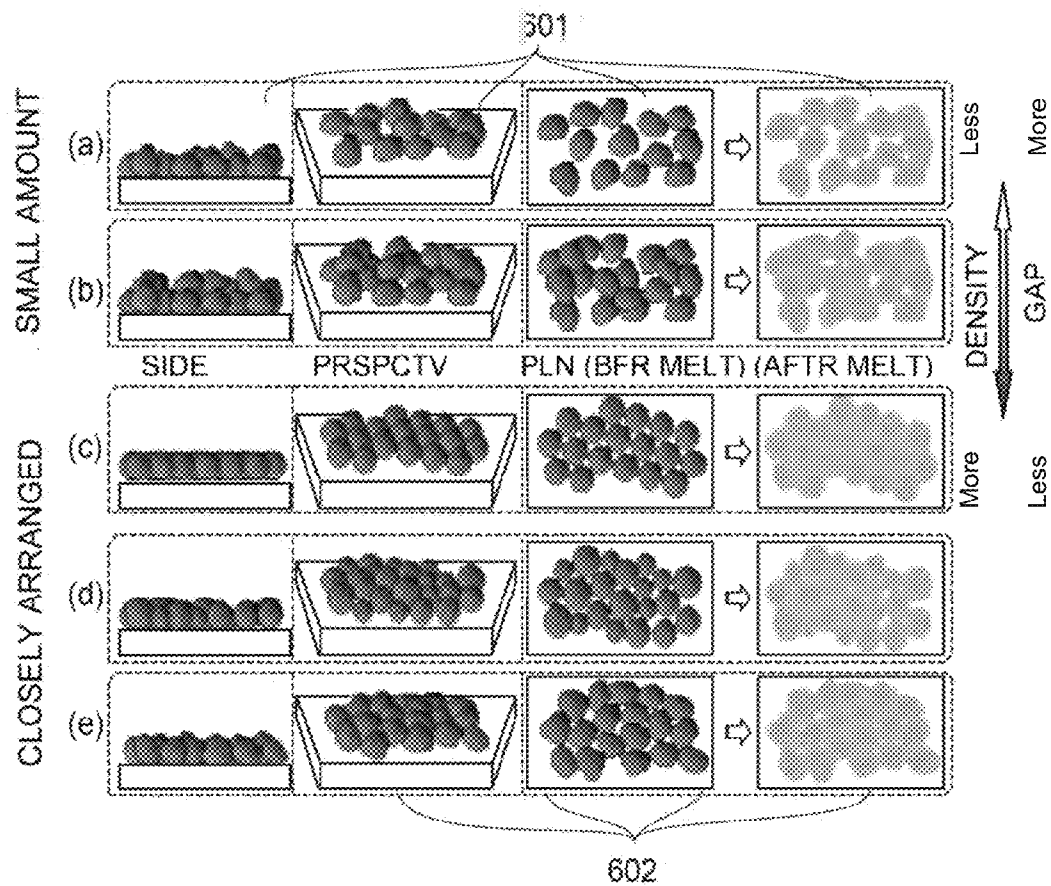 601
SMALL AMOUNT
(a)
Less
More
(b)
DENSITY
GAP
SIDE
PRSPCTV
PLN (BFR MELT) (AFTR MELT)
CLOSELY ARRANGED
(c)
More
Less
(d)
(e)
602